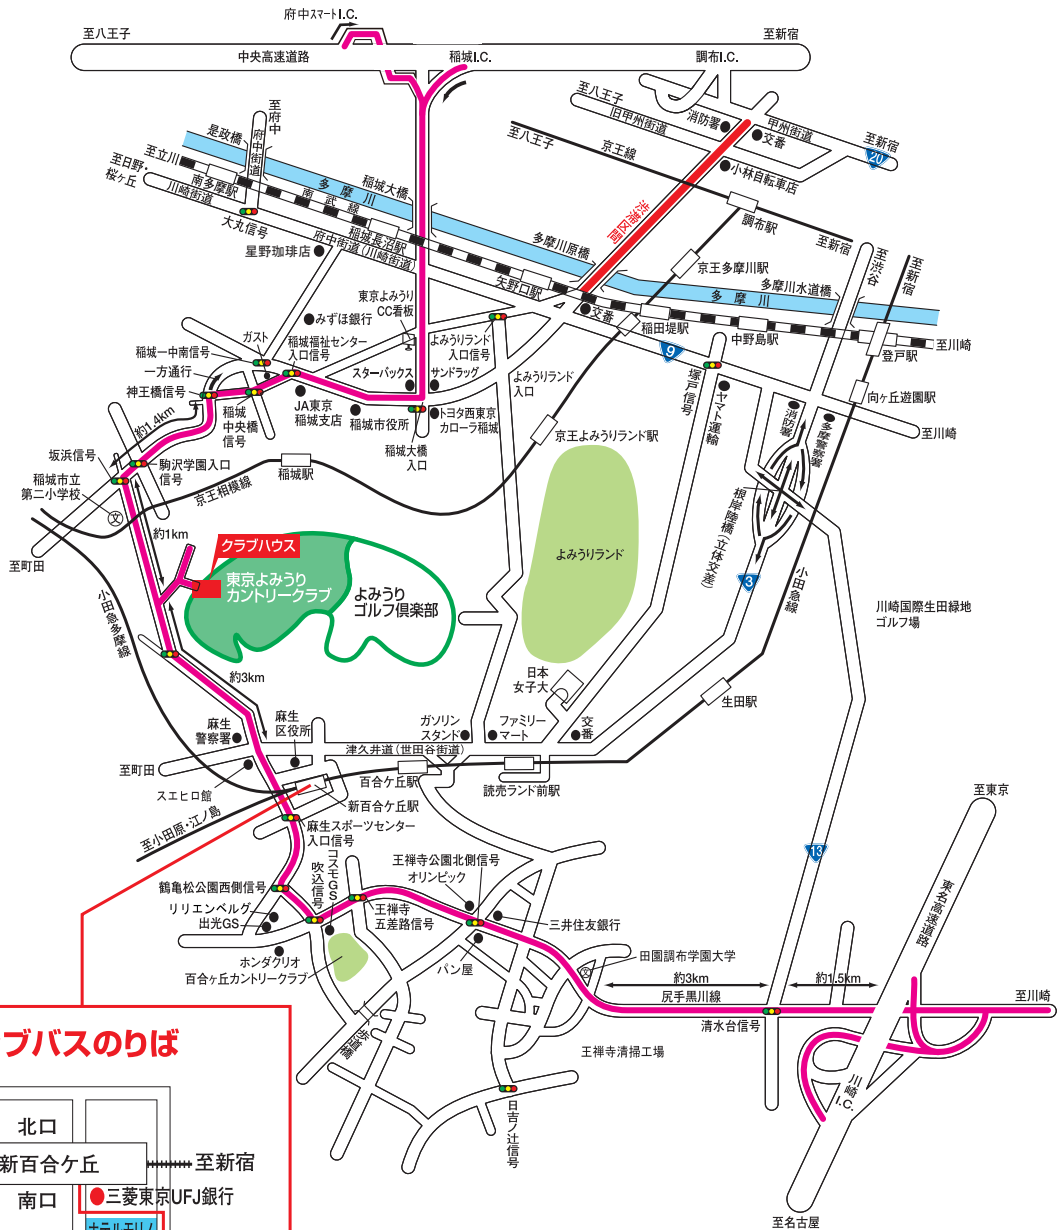 府中スマートI.C.
至八王子
中央高速道路
稲城I.C.
調布I.C.
至新宿
至八王子
旧甲州街道
消防署
甲州街道
交番
至新宿
20
至府中
府中街道
是政橋
至立川
至日野・
桜ヶ丘
南多摩駅
川崎街道
多摩川
南武線
稲城大橋
至八王子
京王線
小林自転車店
渋滞区間
調布駅
至新宿
大丸信号
星野珈琲店
稲城長沼駅
府中街道(川崎街道)
多摩川原橋
矢野口駅
京王多摩川駅
至渋谷
至新宿
多摩川水道橋
多摩川
東京よみうり
CC看板
みずほ銀行
よみうりランド
入口信号
交番
稲田堤駅
中野島駅
登戸駅
至川崎
9
ガスト
稲城一中南信号
一方通行
神王橋信号
稲城福祉センター
入口信号
スターバックス
サンドラッグ
よみうりランド
入口
塚戸信号
ヤマト運輸
向ヶ丘遊園駅
消防署
多摩警察署
至川崎
約1.4km
稲城
中央橋
信号
JA東京
稲城支店
稲城市役所
トヨタ西東京
カローラ稲城
稲城大橋
入口
京王よみうりランド駅
坂浜信号
駒沢学園入口
信号
稲城市立
第二小学校
文
稲城駅
京王相模線
根岸陸橋(立体交差)
よみうりランド
至町田
約1km
クラブハウス
東京よみうり
カントリークラブ
よみうり
ゴルフ倶楽部
3
小田急線
小田急多摩線
川崎国際生田緑地
ゴルフ場
約3km
日本
女子大
生田駅
麻生
警察署
麻生
区役所
ガソリン
スタンド
ファミリー
マート
交番
津久井道(世田谷街道)
至町田
スエヒロ館
百合ケ丘駅
読売ランド前駅
新百合ケ丘駅
至小田原・江ノ島
麻生スポーツセンター
入口信号
至東京
13
東名高速道路
鶴亀松公園西側信号
吹込信号
コスモGS
王禅寺公園北側信号
オリンピック
リリエンベルグ
出光GS
王禅寺
五差路信号
三井住友銀行
ホンダクリオ
百合ヶ丘カントリークラブ
パン屋
文
田園調布学園大学
約3km
約1.5km
尻手黒川線
至川崎
清水台信号
歩道橋
王禅寺清掃工場
川崎
I.C.
日吉ノ辻信号
至名古屋
ブバスのりば
北口
新百合ケ丘
至新宿
南口
三菱東京UFJ銀行